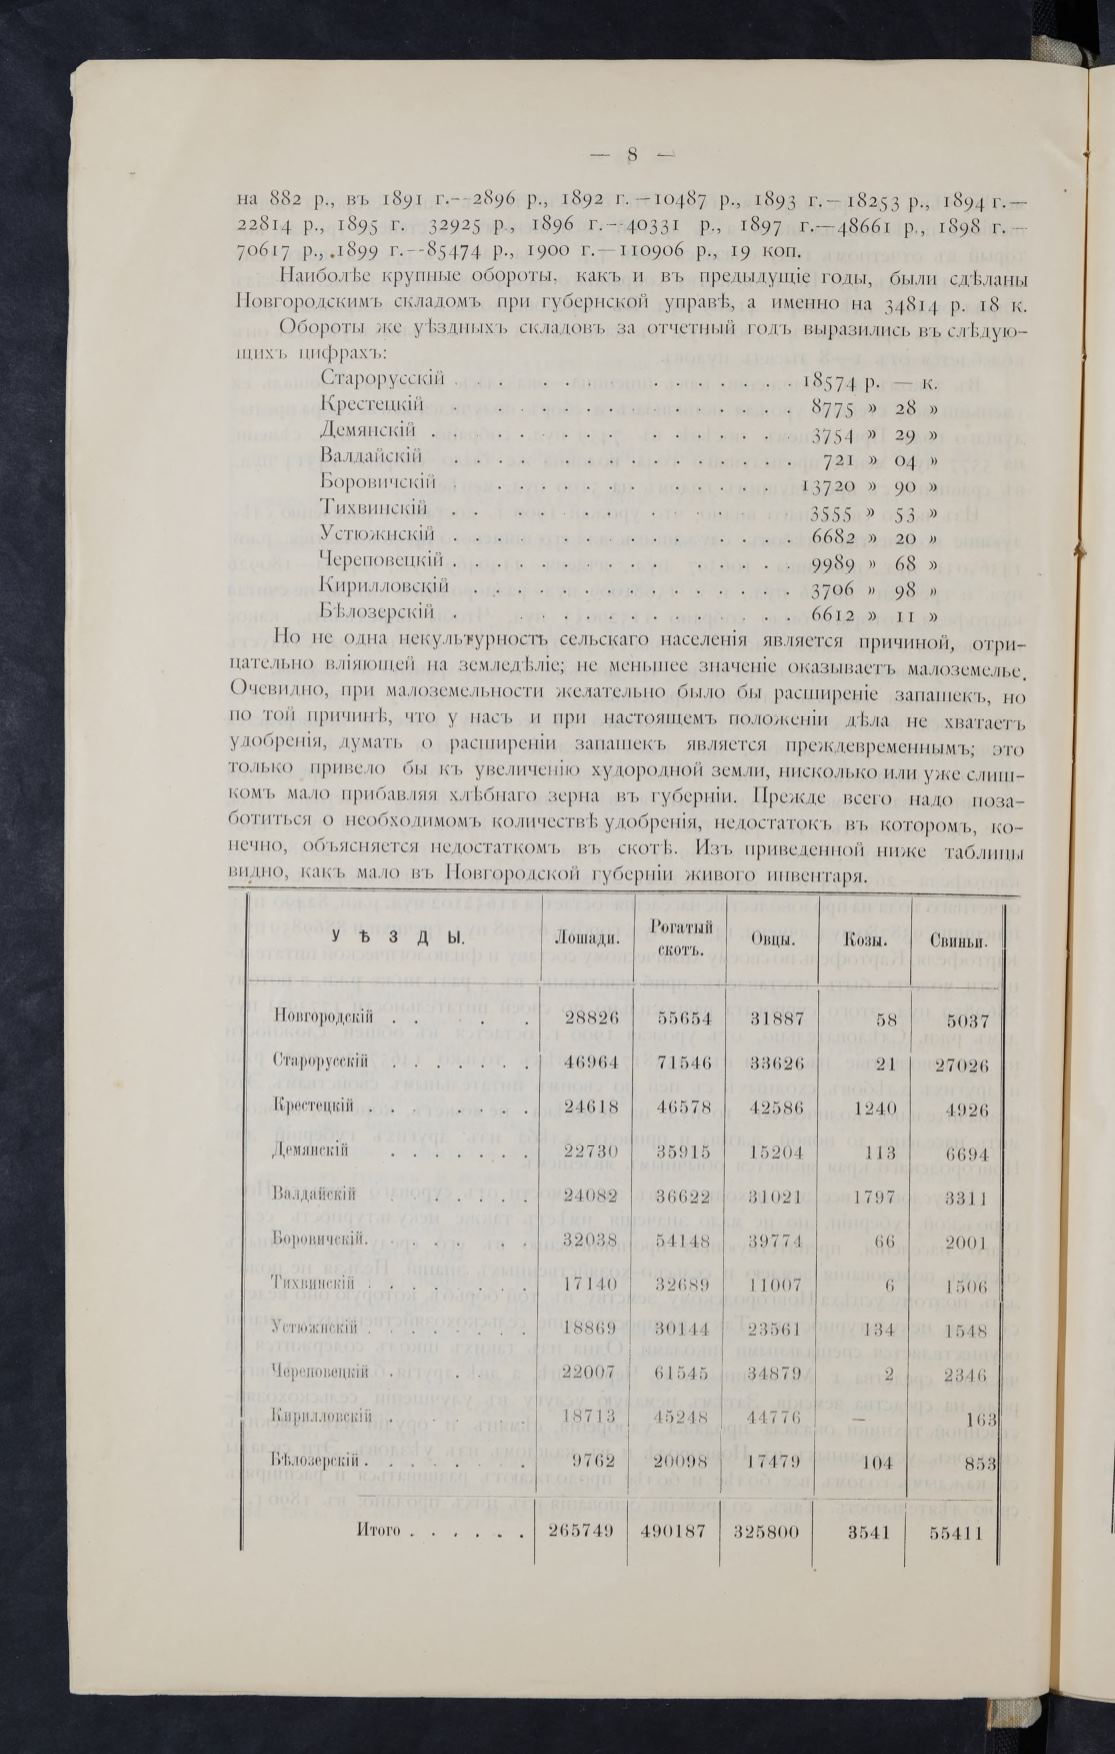 — 8 —
на 882 р., въ 1891 г.--2896 р., 1892 г.—10487 р., 1893 г.—18253 р., 1894 г.—
22814 р., 1895 г. 32925 р., 1896 г.--40331 р., 1897 г.—48661 р., 1898 г. —
70617 р., 1899 г.--85474 р., 1900 г.—110906 р., 19 коп.
Наиболѣе крупные обороты, какъ и въ предыдущіе годы, были сдѣланы
Новгородскимъ складомъ при губернской управѣ, а именно на 34814 р. 18 к.
Обороты же уѣздныхъ складовъ за отчетный годъ выразились въ слѣдую-
щихъ цифрахъ:
Старорусскій . . . . . . . . . . . . . 18574 р. — к.
Крестецкій . . . . . . . . . . . . . 8775 » 28 »
Демянскій . . . . . . . . . . . . . 3754 » 29 »
Валдайскій . . . . . . . . . . . . . 721 » 04 »
Боровичскій . . . . . . . . . . . . . 13720 » 90 »
Тихвинскій . . . . . . . . . . . . . 3555 » 53 »
Устюжнскій . . . . . . . . . . . . . 6682 » 20 »
Череповецкій . . . . . . . . . . . . . 9989 » 68 »
Кирилловскій . . . . . . . . . . . . . 3706 » 98 »
Бѣлозерскій . . . . . . . . . . . . . 6612 » 11 »
Но не одна некультурность сельскаго населенія является причиной, отри-
цательно вліяющей на земледѣліе; не меньшее значеніе оказываетъ малоземелье.
Очевидно, при малоземельности желательно было бы расширеніе запашекъ, но
по той причинѣ, что у насъ и при настоящемъ положеніи дѣла не хватаетъ
удобренія, думать о расширеніи запашекъ является преждевременнымъ; это
только привело бы къ увеличенію худородной земли, нисколько или уже слиш-
комъ мало прибавляя хлѣбнаго зерна въ губерніи. Прежде всего надо поза-
ботиться о необходимомъ количествѣ удобренія, недостатокъ въ которомъ, ко-
нечно, объясняется недостаткомъ въ скотѣ. Изъ приведенной ниже таблицы
видно, какъ мало въ Новгородской губерніи живого инвентаря.
УѢЗДЫ. Лошади. Рогатый скотъ. Овцы. Козы. Свиньи.
Новгородскій . . . . . 28826 55654 31887 58 5037
Старорусскій . . . . . . . 46964 71546 33626 21 27026
Крестецкій . . . . . . . 24618 46578 42586 1240 4926
Демянскій . . . . . . . 22730 35915 15204 113 6694
Валдайскій . . . . . 24082 36622 31021 1797 3311
Боровичскій. . . . . . 32038 54148 39774 66 2001
Тихвинскій . . . . . . . 17140 32689 11007 6 1506
Устюжнскій . . . . . . . . 18869 30144 23561 134 1548
Череповецкій . . . 22007 61545 34879 2 2346
Кирилловскій . . . . . 18713 45248 44776 — 163
Бѣлозерскій . . . . . . . . 9762 20098 17479 104 853
Итого . . . . . . 265749 490187 325800 3541 55411